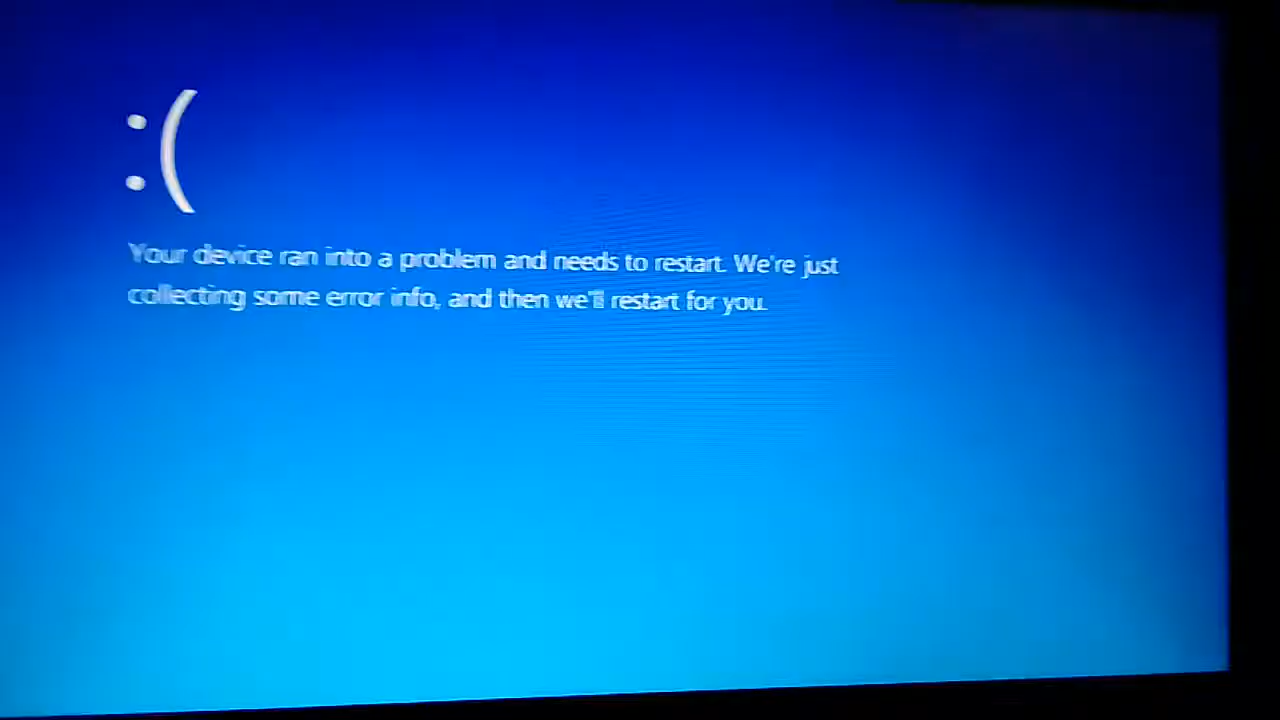 :(
Your device ran into a problem and needs to restart. We're just
collecting some error info, and then we'll restart for you.